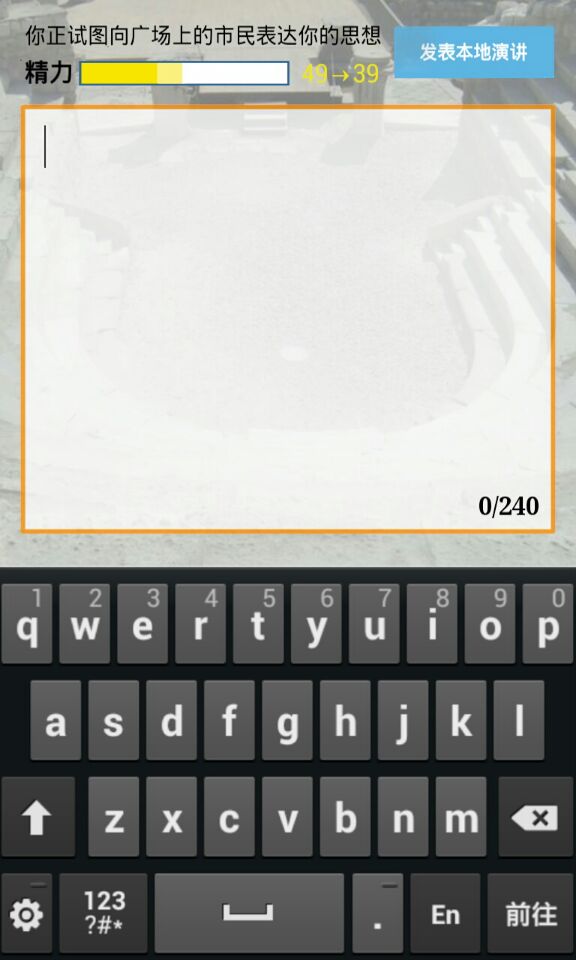 你正试图向广场上的市民表达你的思想
发表本地演讲
精力 49→39
0/240
1 2 3 4 5 6 7 8 9 0
q w e r t y u i o p
a s d f g h j k l
z x c v b n m
123
?#*
. En 前往